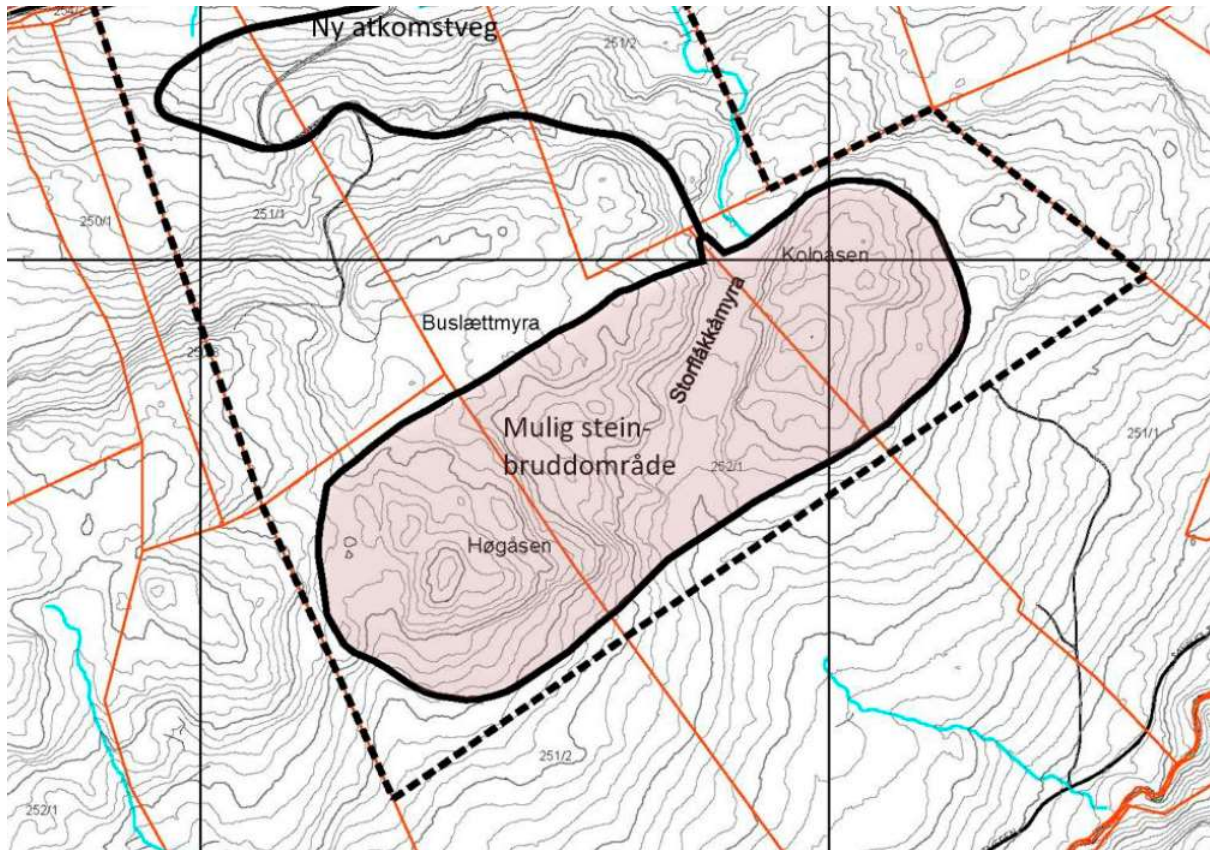 Ny atkomstveg
251/2
250/1
251/1
Kolpåsen
Buslættmyra
Storflåkkåmyra
Mulig stein-
bruddområde
251/1
252/1
Høgåsen
251/2
252/1